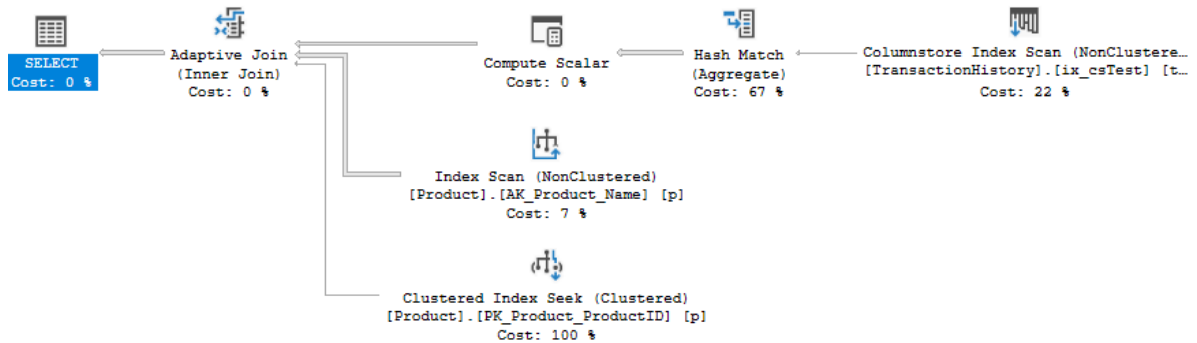 SELECT
Cost: 0 %
Adaptive Join
(Inner Join)
Cost: 0 %
Compute Scalar
Cost: 0 %
Hash Match
(Aggregate)
Cost: 67 %
Columnstore Index Scan (NonClustere…
[TransactionHistory].[ix_csTest] [t…
Cost: 22 %
Index Scan (NonClustered)
[Product].[AK_Product_Name] [p]
Cost: 7 %
Clustered Index Seek (Clustered)
[Product].[PK_Product_ProductID] [p]
Cost: 100 %